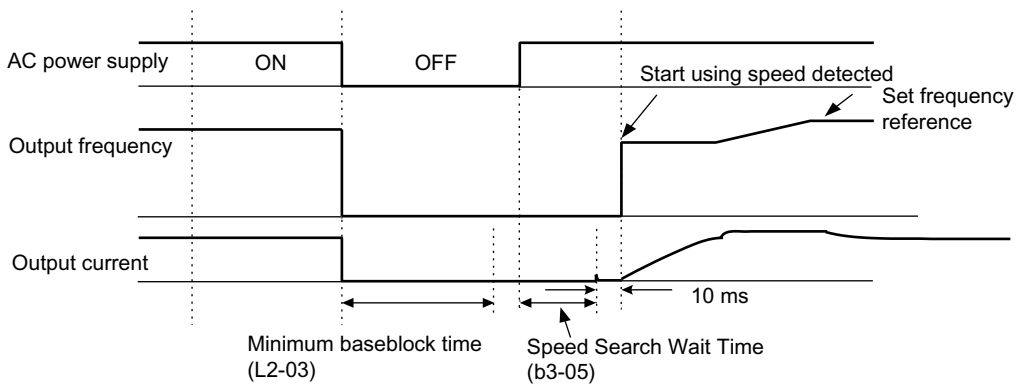 AC power supply
ON
OFF
Start using speed detected
Set frequency
reference
Output frequency
Output current
10 ms
Minimum baseblock time
(L2-03)
Speed Search Wait Time
(b3-05)